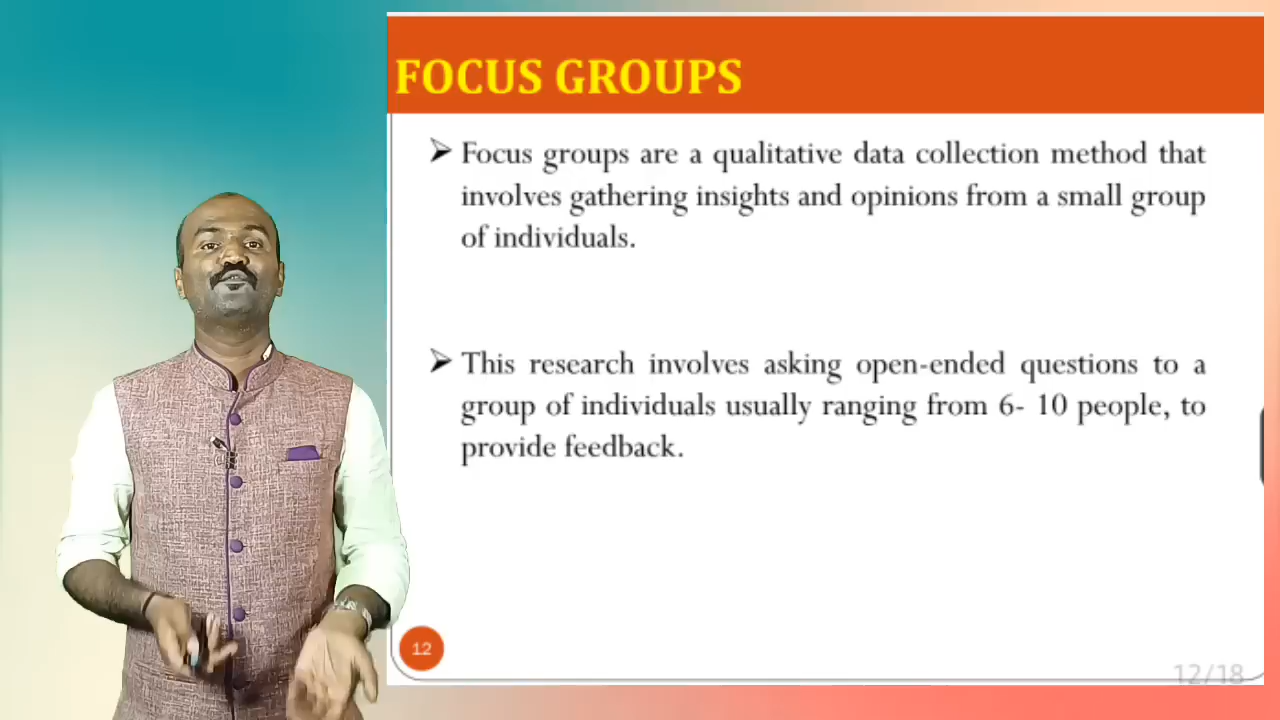 FOCUS GROUPS
Focus groups are a qualitative data collection method that
involves gathering insights and opinions from a small group
of individuals.
This research involves asking open-ended questions to a
group of individuals usually ranging from 6- 10 people, to
provide feedback.
12
12/18